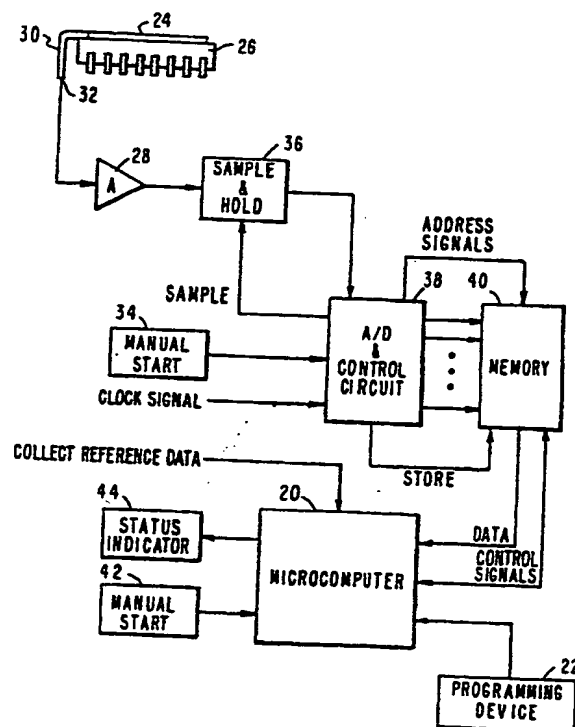 24
30
26
32
28
A
36
SAMPLE
&
HOLD
ADDRESS
SIGNALS
38
40
SAMPLE
34
MANUAL
START
A/D
&
CONTROL
CIRCUIT
MEMORY
CLOCK SIGNAL
STORE
COLLECT REFERENCE DATA
44
STATUS
INDICATOR
20
MICROCOMPUTER
DATA
CONTROL
SIGNALS
42
MANUAL
START
22
PROGRAMMING
DEVICE